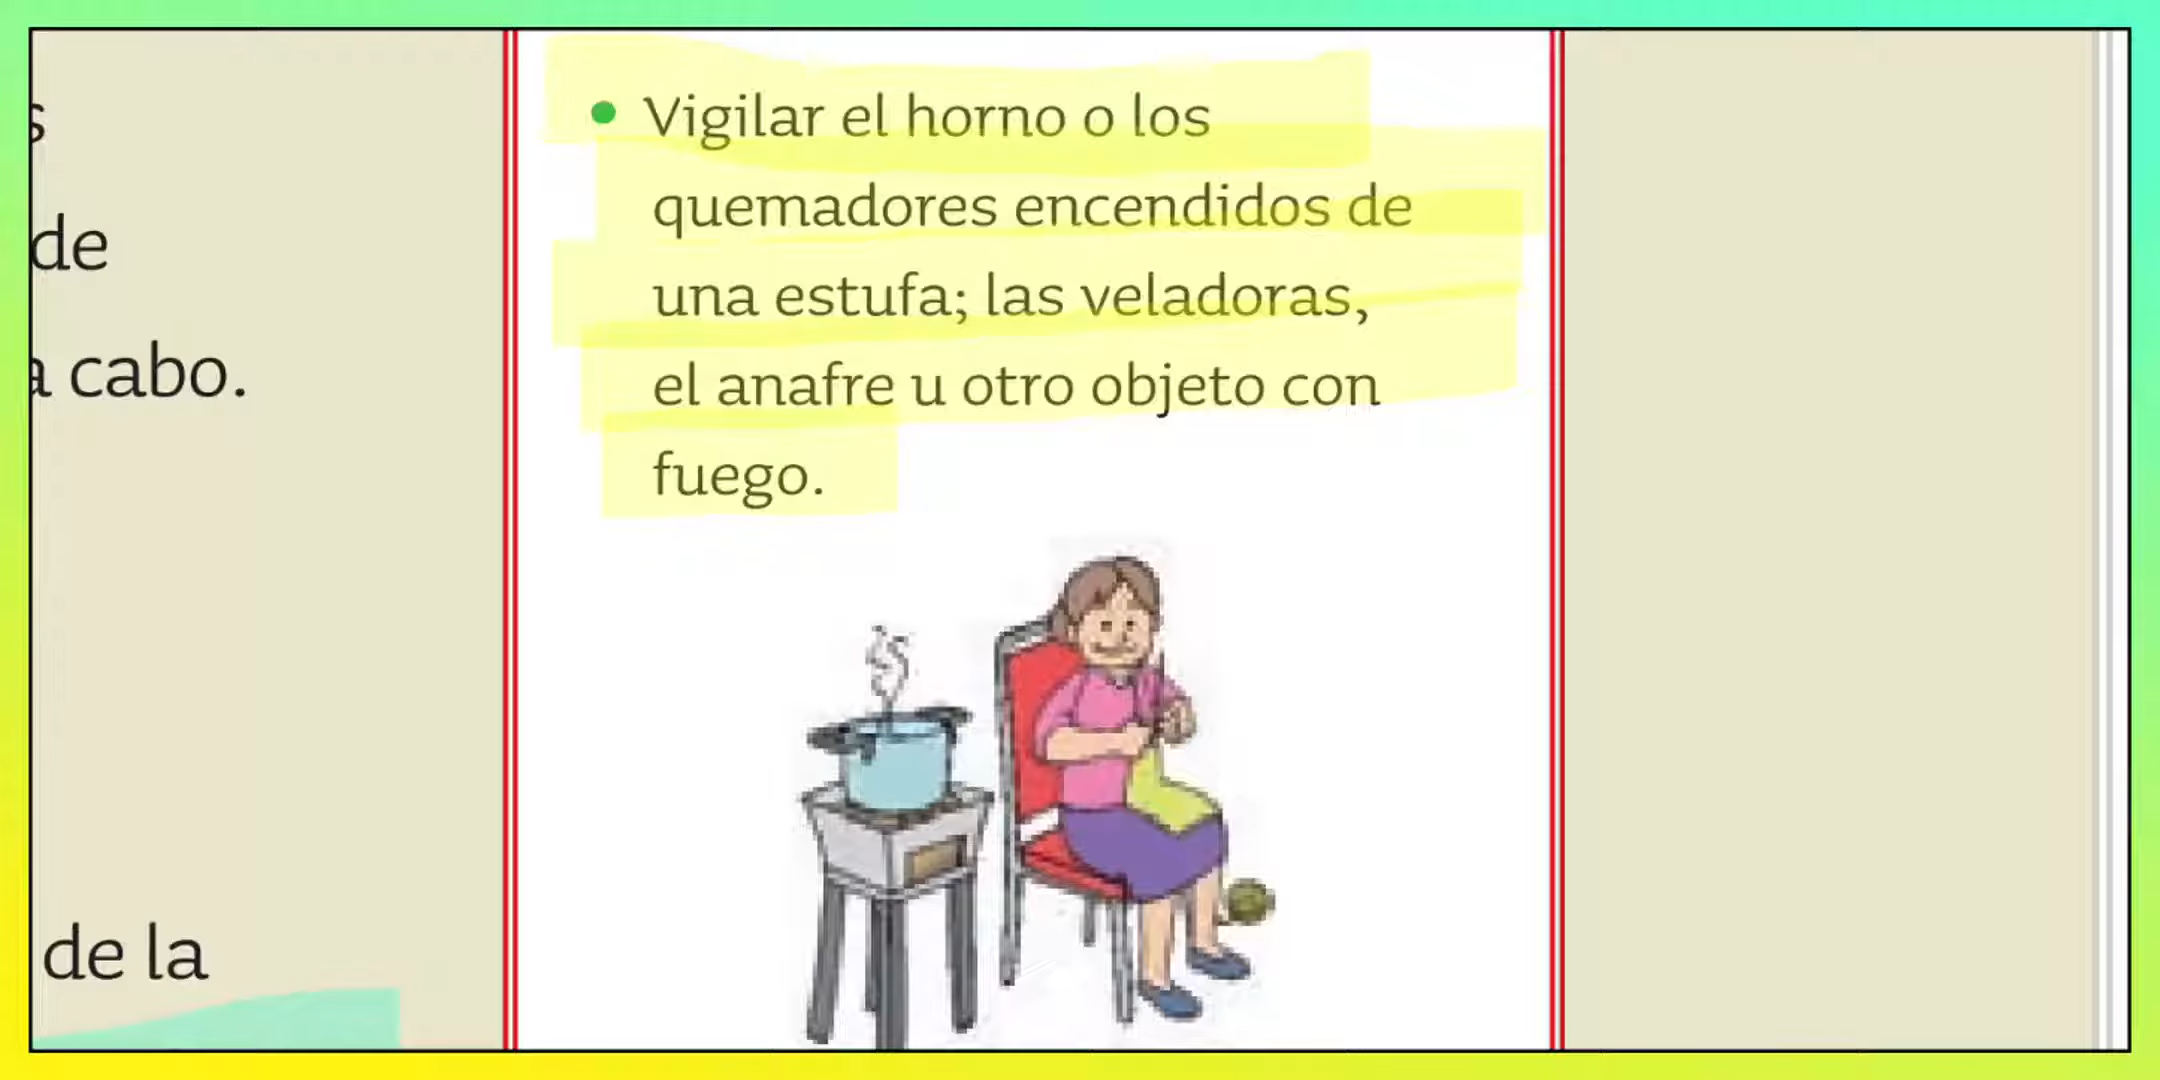 de
a cabo.
de la
Vigilar el horno o los
quemadores encendidos de
una estufa; las veladoras,
el anafre u otro objeto con
fuego.